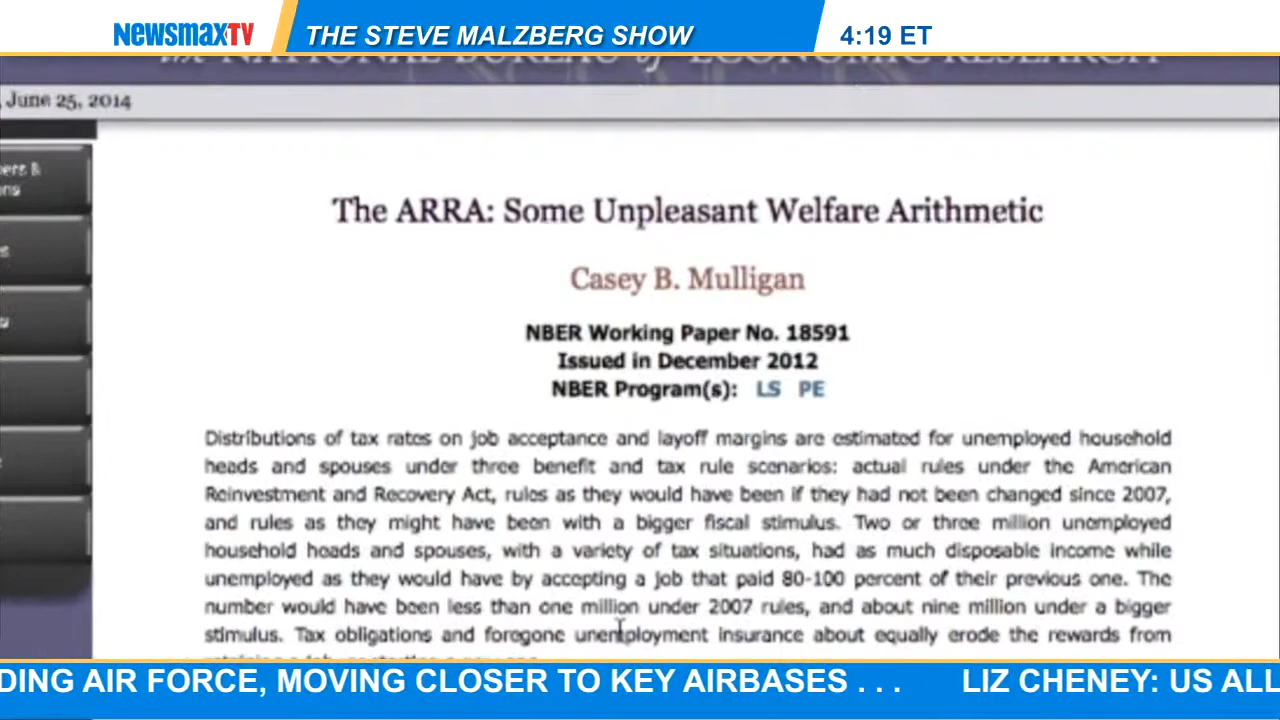 NEWSMAXTV THE STEVE MALZBERG SHOW 4:19 ET
the NATIONAL BUREAU of ECONOMIC RESEARCH
, June 25, 2014
The ARRA: Some Unpleasant Welfare Arithmetic
Casey B. Mulligan
NBER Working Paper No. 18591
Issued in December 2012
NBER Program(s): LS PE
Distributions of tax rates on job acceptance and layoff margins are estimated for unemployed household
heads and spouses under three benefit and tax rule scenarios: actual rules under the American
Reinvestment and Recovery Act, rules as they would have been if they had not been changed since 2007,
and rules as they might have been with a bigger fiscal stimulus. Two or three million unemployed
household heads and spouses, with a variety of tax situations, had as much disposable income while
unemployed as they would have by accepting a job that paid 80-100 percent of their previous one. The
number would have been less than one million under 2007 rules, and about nine million under a bigger
stimulus. Tax obligations and foregone unemployment insurance about equally erode the rewards from
DING AIR FORCE, MOVING CLOSER TO KEY AIRBASES . . . LIZ CHENEY: US ALL